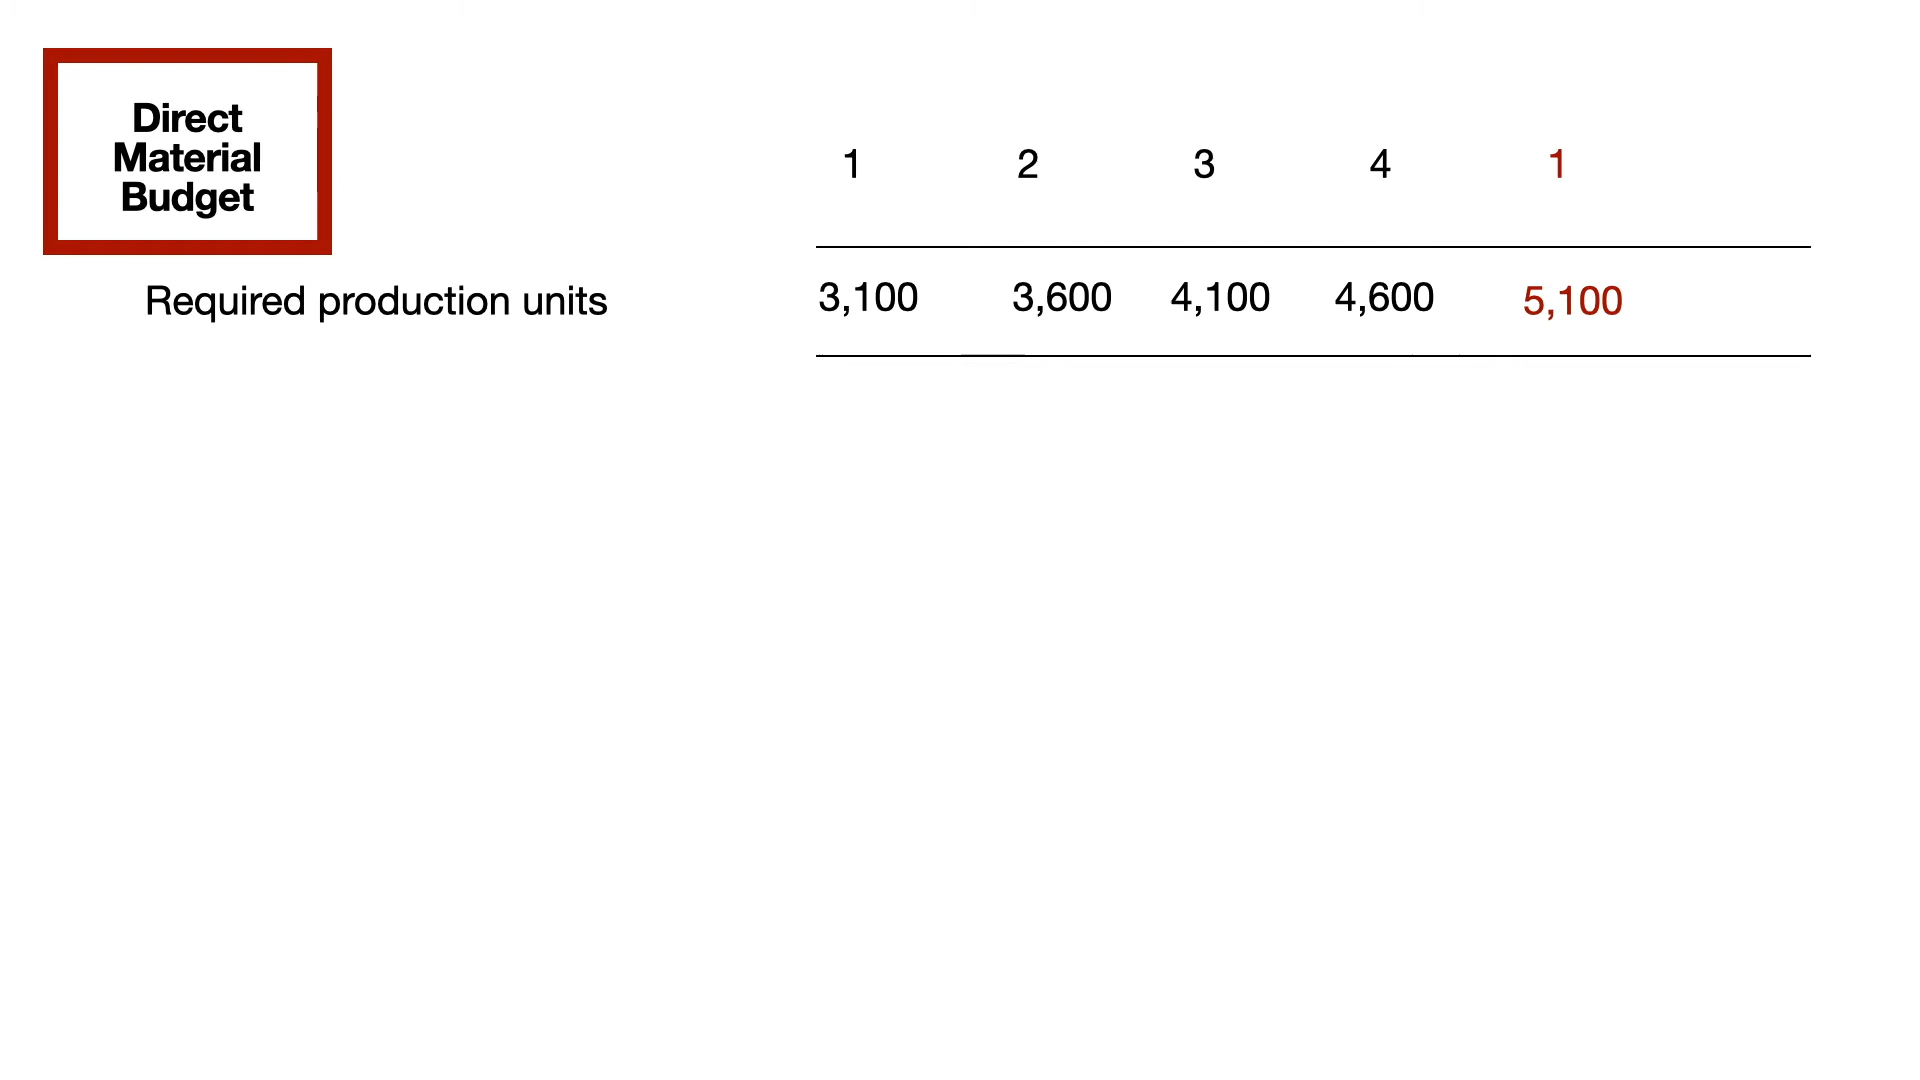 Direct
Material
Budget
1 2 3 4 1
Required production units 3,100 3,600 4,100 4,600 5,100